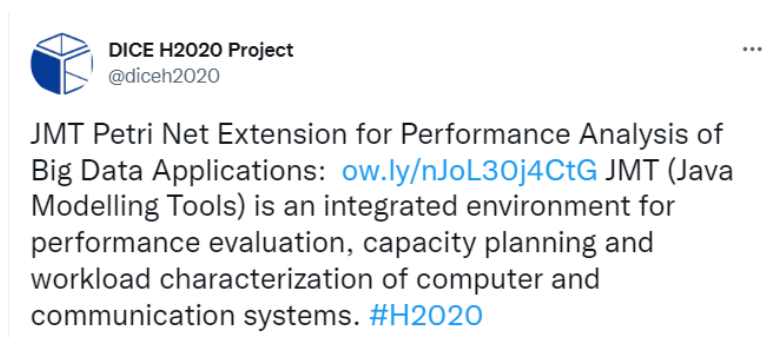 DICE H2020 Project
@diceh2020
JMT Petri Net Extension for Performance Analysis of
Big Data Applications: ow.ly/nJoL30j4CtG JMT (Java
Modelling Tools) is an integrated environment for
performance evaluation, capacity planning and
workload characterization of computer and
communication systems. #H2020